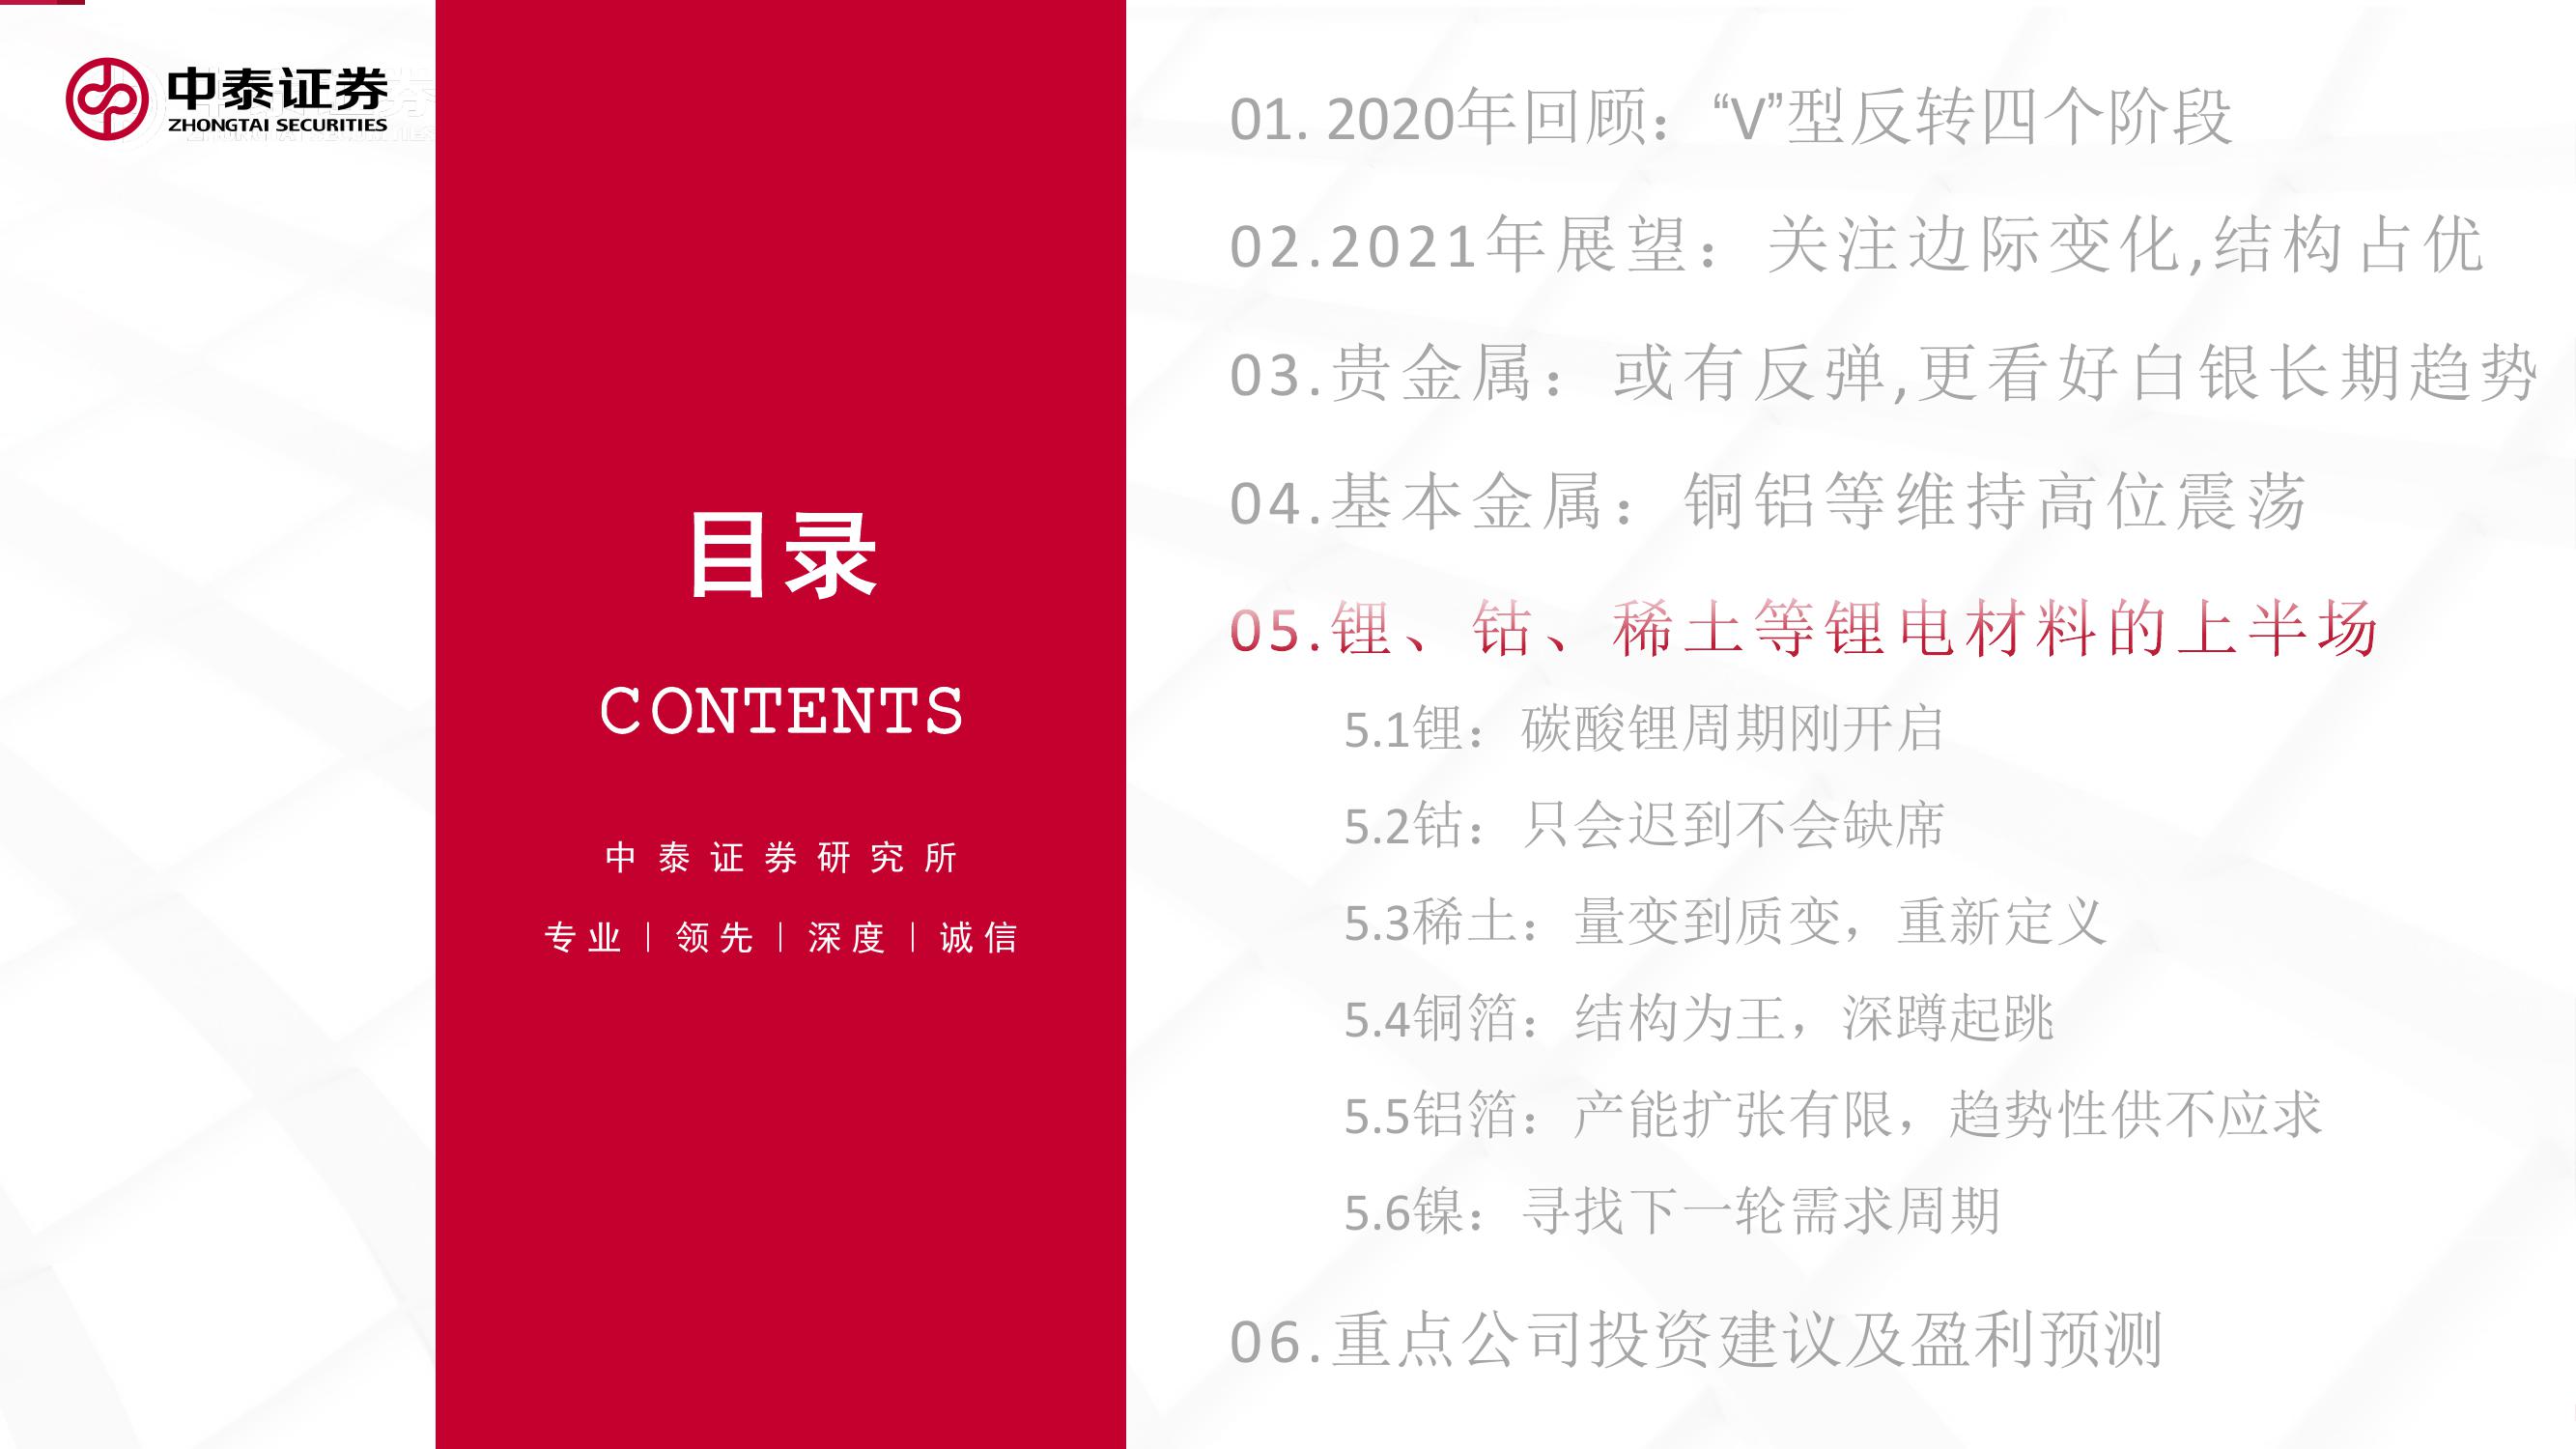 中泰证券
ZHONGTAI SECURITIES
目录
CONTENTS
中泰证券研究所
专业｜领先｜深度｜诚信
01. 2020年回顾：“V”型反转四个阶段
02.2021年展望：关注边际变化,结构占优
03.贵金属：或有反弹,更看好白银长期趋势
04.基本金属：铜铝等维持高位震荡
05.锂、钴、稀土等锂电材料的上半场
5.1锂：碳酸锂周期刚开启
5.2钴：只会迟到不会缺席
5.3稀土：量变到质变，重新定义
5.4铜箔：结构为王，深蹲起跳
5.5铝箔：产能扩张有限，趋势性供不应求
5.6镍：寻找下一轮需求周期
06.重点公司投资建议及盈利预测